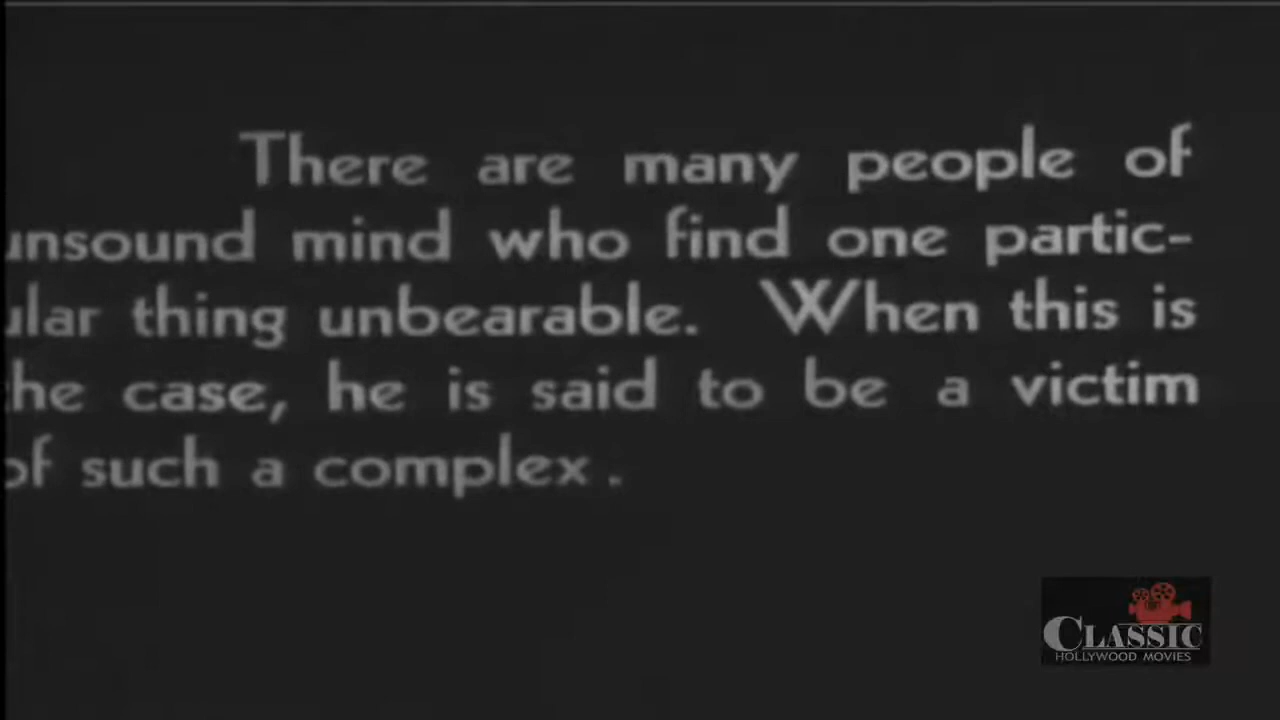 There are many people of
unsound mind who find one partic-
ular thing unbearable. When this is
the case, he is said to be a victim
of such a complex.
CLASSIC
HOLLYWOOD MOVIES